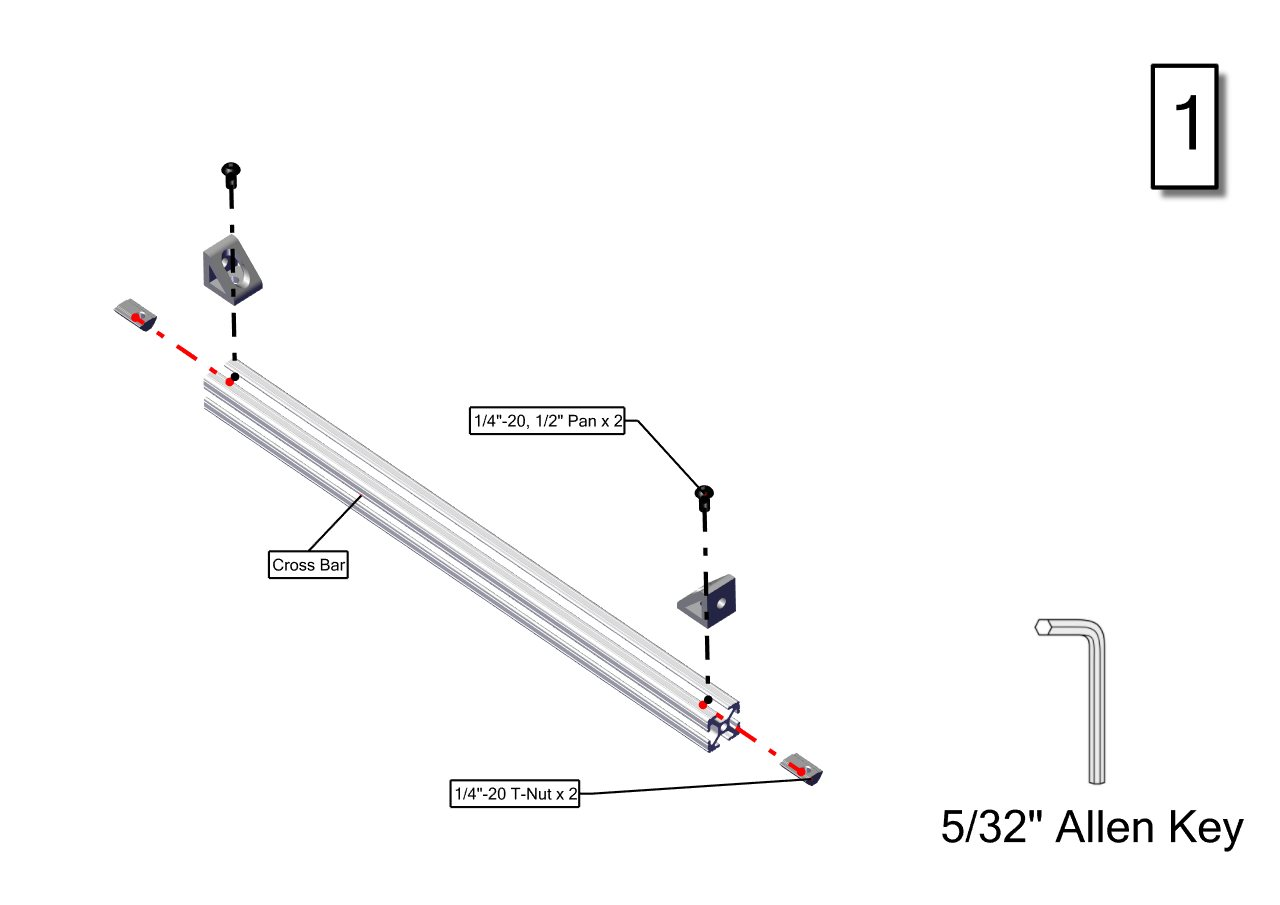 1
1/4"-20, 1/2" Pan x 2
Cross Bar
1/4"-20 T-Nut x 2
5/32" Allen Key